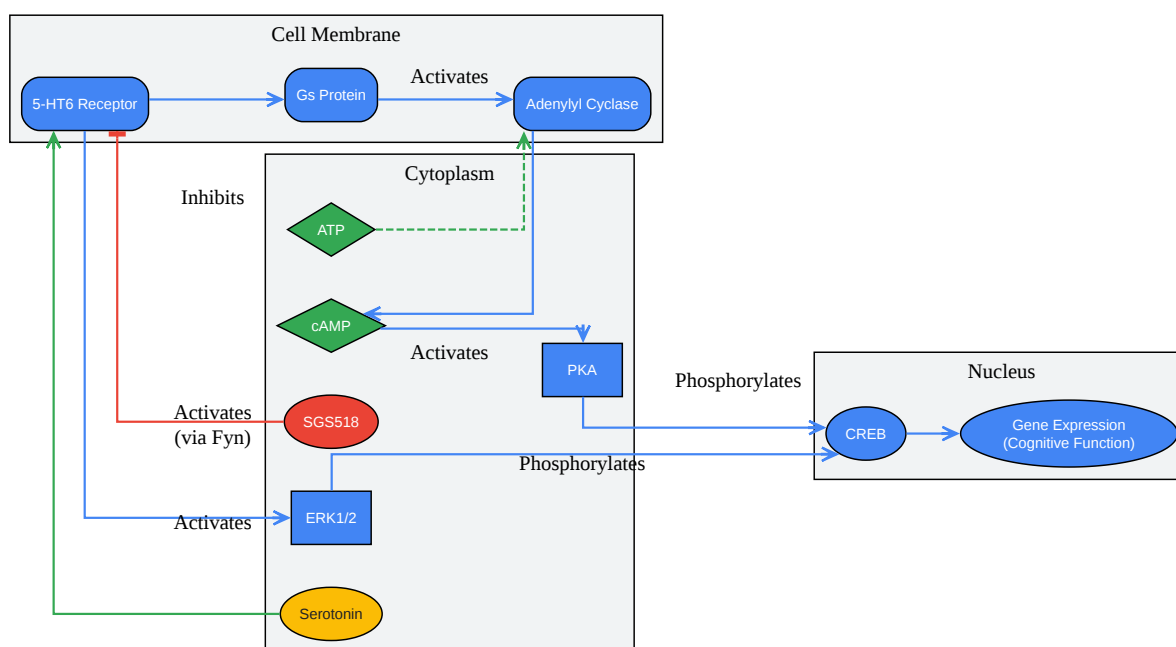 Cell Membrane
5-HT6 Receptor
Gs Protein
Activates
Adenylyl Cyclase
Cytoplasm
Inhibits
ATP
cAMP
Activates
PKA
Phosphorylates
Nucleus
Activates
(via Fyn)
SGS518
CREB
Gene Expression
(Cognitive Function)
Phosphorylates
Activates
ERK1/2
Serotonin